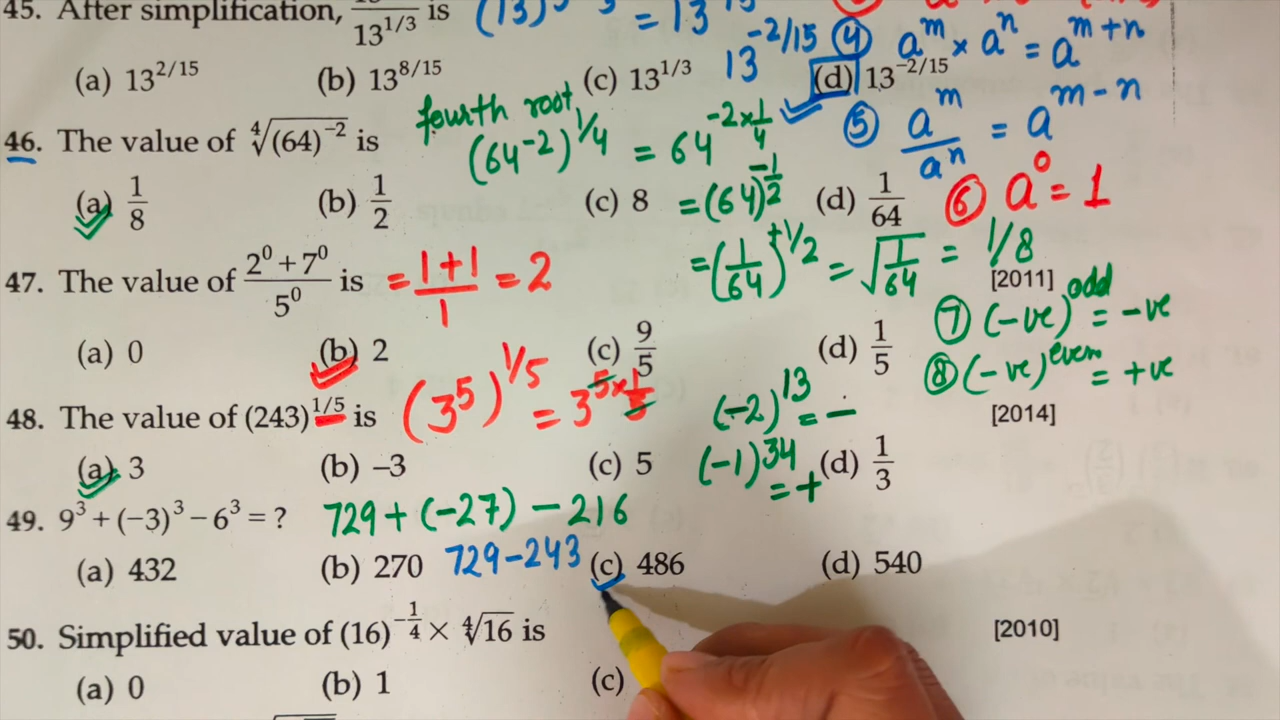 45. After simplification, 13^{1/3} is (13) = 13
(a) 13^{2/15} (b) 13^{8/15} (c) 13^{1/3} 13^{-2/15} (d) 13^{-2/15}
④ a^m × a^n = a^{m+n}
⑤ a^m / a^n = a^{m-n}
46. The value of ∜(64)^{-2} is fourth root (64^{-2})^{1/4} = 64^{-2×1/4}
(a) 1/8 (b) 1/2 (c) 8 = (64)^{-1/2} (d) 1/64
⑥ a^0 = 1
= (1/64)^{+1/2} = √(1/64) = 1/8
47. The value of (2^0 + 7^0)/5^0 is = (1+1)/1 = 2 [2011]
(a) 0 (b) 2 (c) 9/5 (d) 1/5
⑦ (-ve)^{odd} = -ve
⑧ (-ve)^{even} = +ve
48. The value of (243)^{1/5} is (3^5)^{1/5} = 3^{5×1/5} [2014]
(-2)^{13} = -
(a) 3 (b) –3 (c) 5 (d) 1/3
(-1)^{34} = +
49. 9^3 + (–3)^3 – 6^3 = ? 729 + (-27) - 216
(a) 432 (b) 270 729-243 (c) 486 (d) 540
50. Simplified value of (16)^{-1/4} × ∜16 is [2010]
(a) 0 (b) 1 (c)